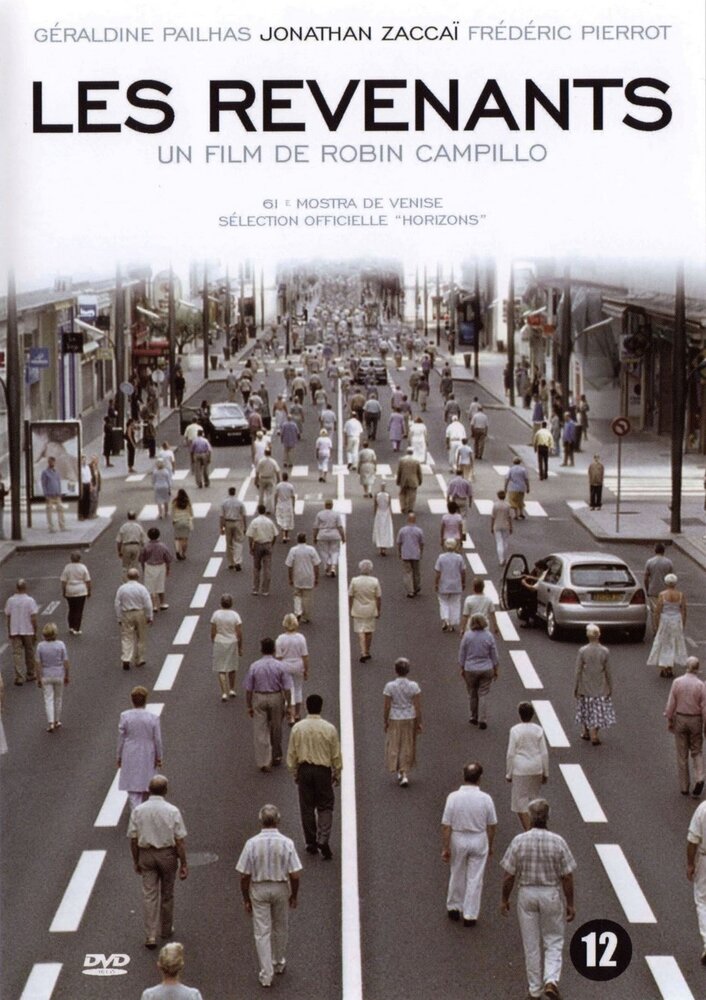 GÉRALDINE PAILHAS JONATHAN ZACCAÏ FRÉDÉRIC PIERROT
LES REVENANTS
UN FILM DE ROBIN CAMPILLO
61 E MOSTRA DE VENISE
SÉLECTION OFFICIELLE "HORIZONS"
12
DVD